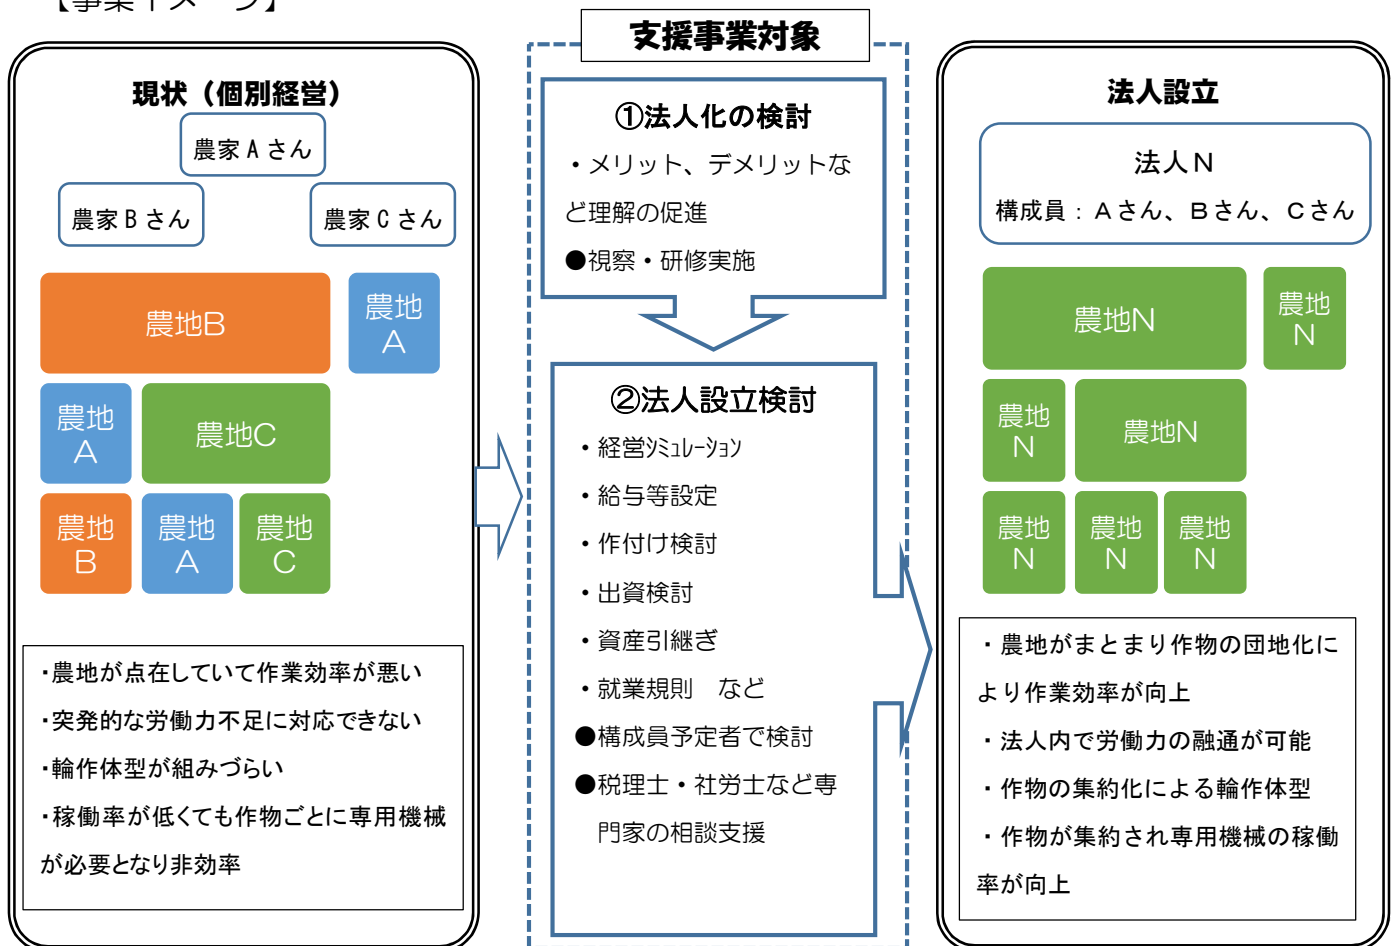 【事業イメージ】
現状（個別経営）
農家Aさん
農家Bさん
農家Cさん
農地B
農地
A
農地
A
農地C
農地
B
農地
A
農地
C
・農地が点在していて作業効率が悪い
・突発的な労働力不足に対応できない
・輪作体型が組みづらい
・稼働率が低くても作物ごとに専用機械
が必要となり非効率
支援事業対象
①法人化の検討
・メリット、デメリットな
ど理解の促進
●視察・研修実施
②法人設立検討
・経営ｼﾐｭﾚｰｼｮﾝ
・給与等設定
・作付け検討
・出資検討
・資産引継ぎ
・就業規則　など
●構成員予定者で検討
●税理士・社労士など専
門家の相談支援
法人設立
法人N
構成員：Aさん、Bさん、Cさん
農地N
農地
N
農地
N
農地N
農地
N
農地
N
農地
N
・農地がまとまり作物の団地化に
より作業効率が向上
・法人内で労働力の融通が可能
・作物の集約化による輪作体型
・作物が集約され専用機械の稼働
率が向上